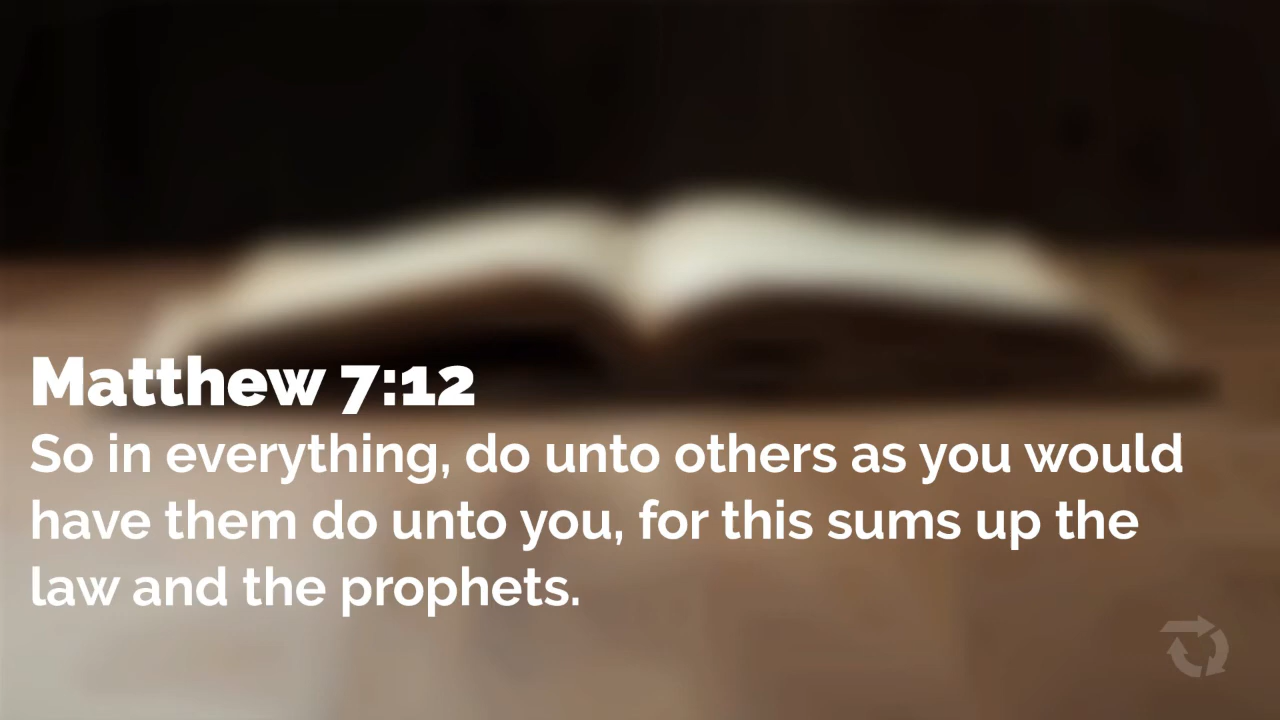 Matthew 7:12
So in everything, do unto others as you would
have them do unto you, for this sums up the
law and the prophets.